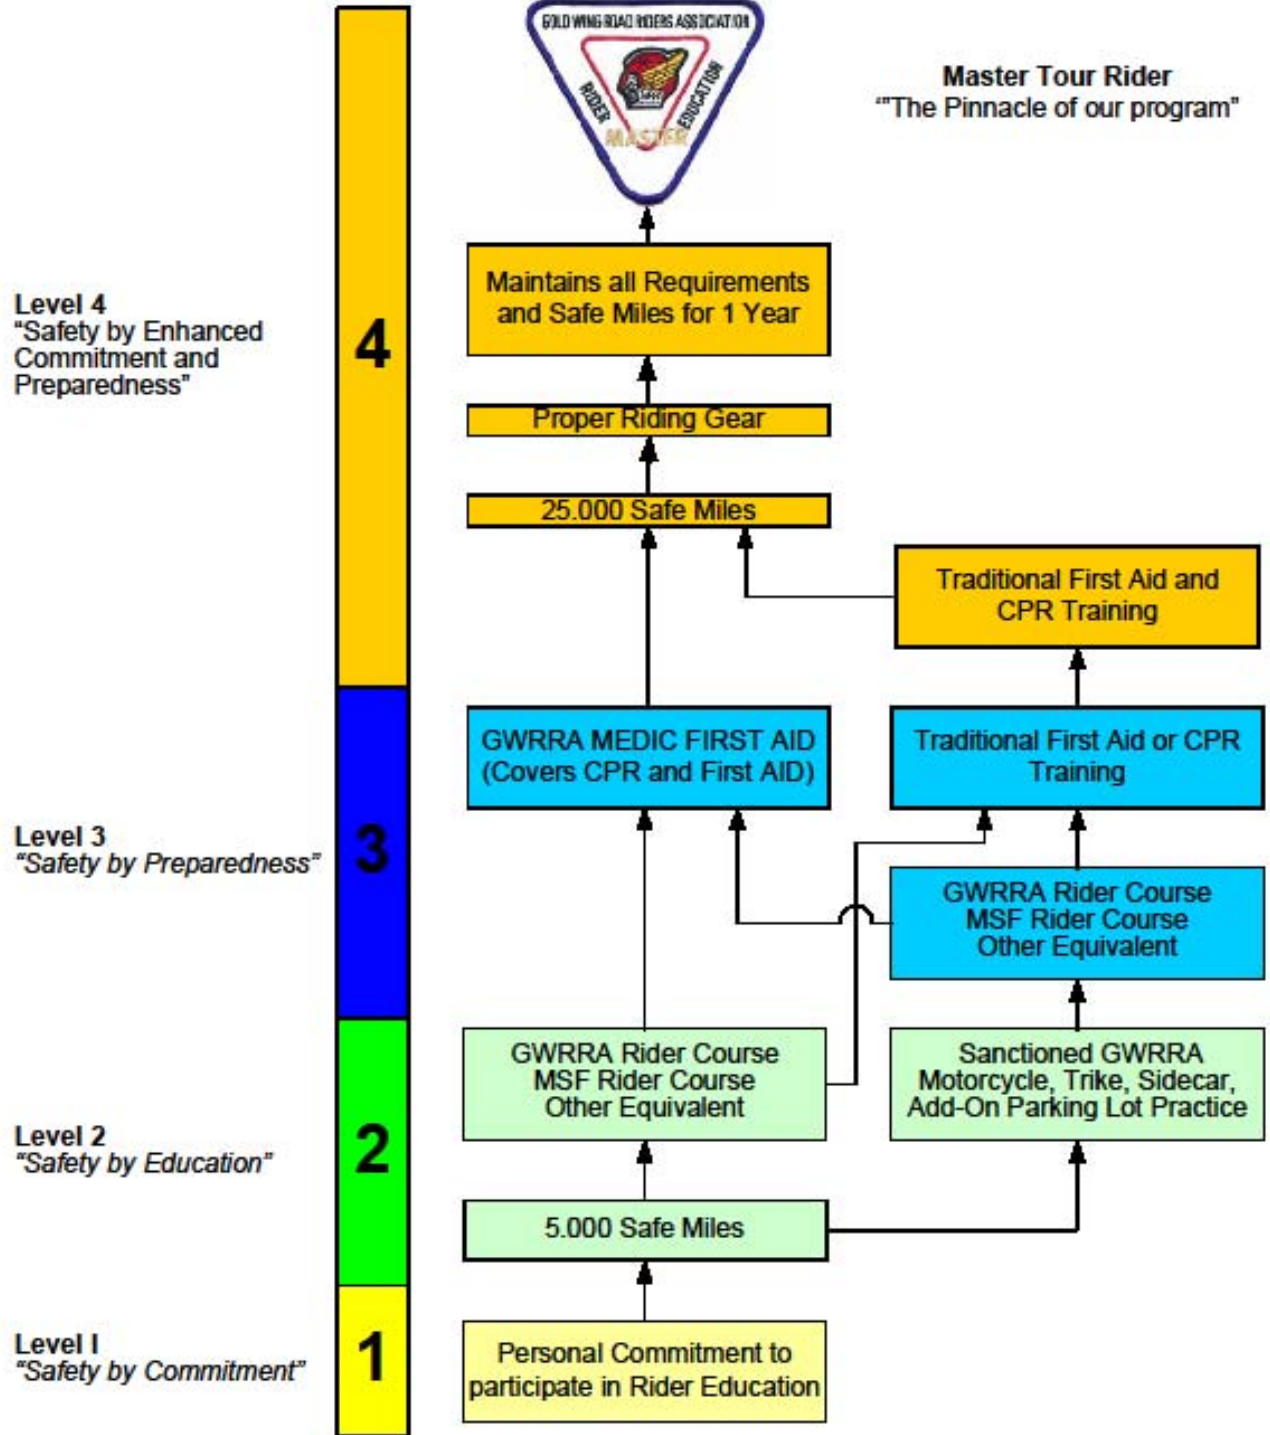 GOLD WING ROAD RIDERS ASSOCIATION
RIDER
EDUCATION
MASTER
Master Tour Rider
“"The Pinnacle of our program”
Level 4
“Safety by Enhanced
Commitment and
Preparedness”
4
Maintains all Requirements
and Safe Miles for 1 Year
Proper Riding Gear
25.000 Safe Miles
Traditional First Aid and
CPR Training
GWRRA MEDIC FIRST AID
(Covers CPR and First AID)
Traditional First Aid or CPR
Training
Level 3
“Safety by Preparedness”
3
GWRRA Rider Course
MSF Rider Course
Other Equivalent
GWRRA Rider Course
MSF Rider Course
Other Equivalent
Sanctioned GWRRA
Motorcycle, Trike, Sidecar,
Add-On Parking Lot Practice
Level 2
“Safety by Education”
2
5.000 Safe Miles
Level I
“Safety by Commitment”
1
Personal Commitment to
participate in Rider Education